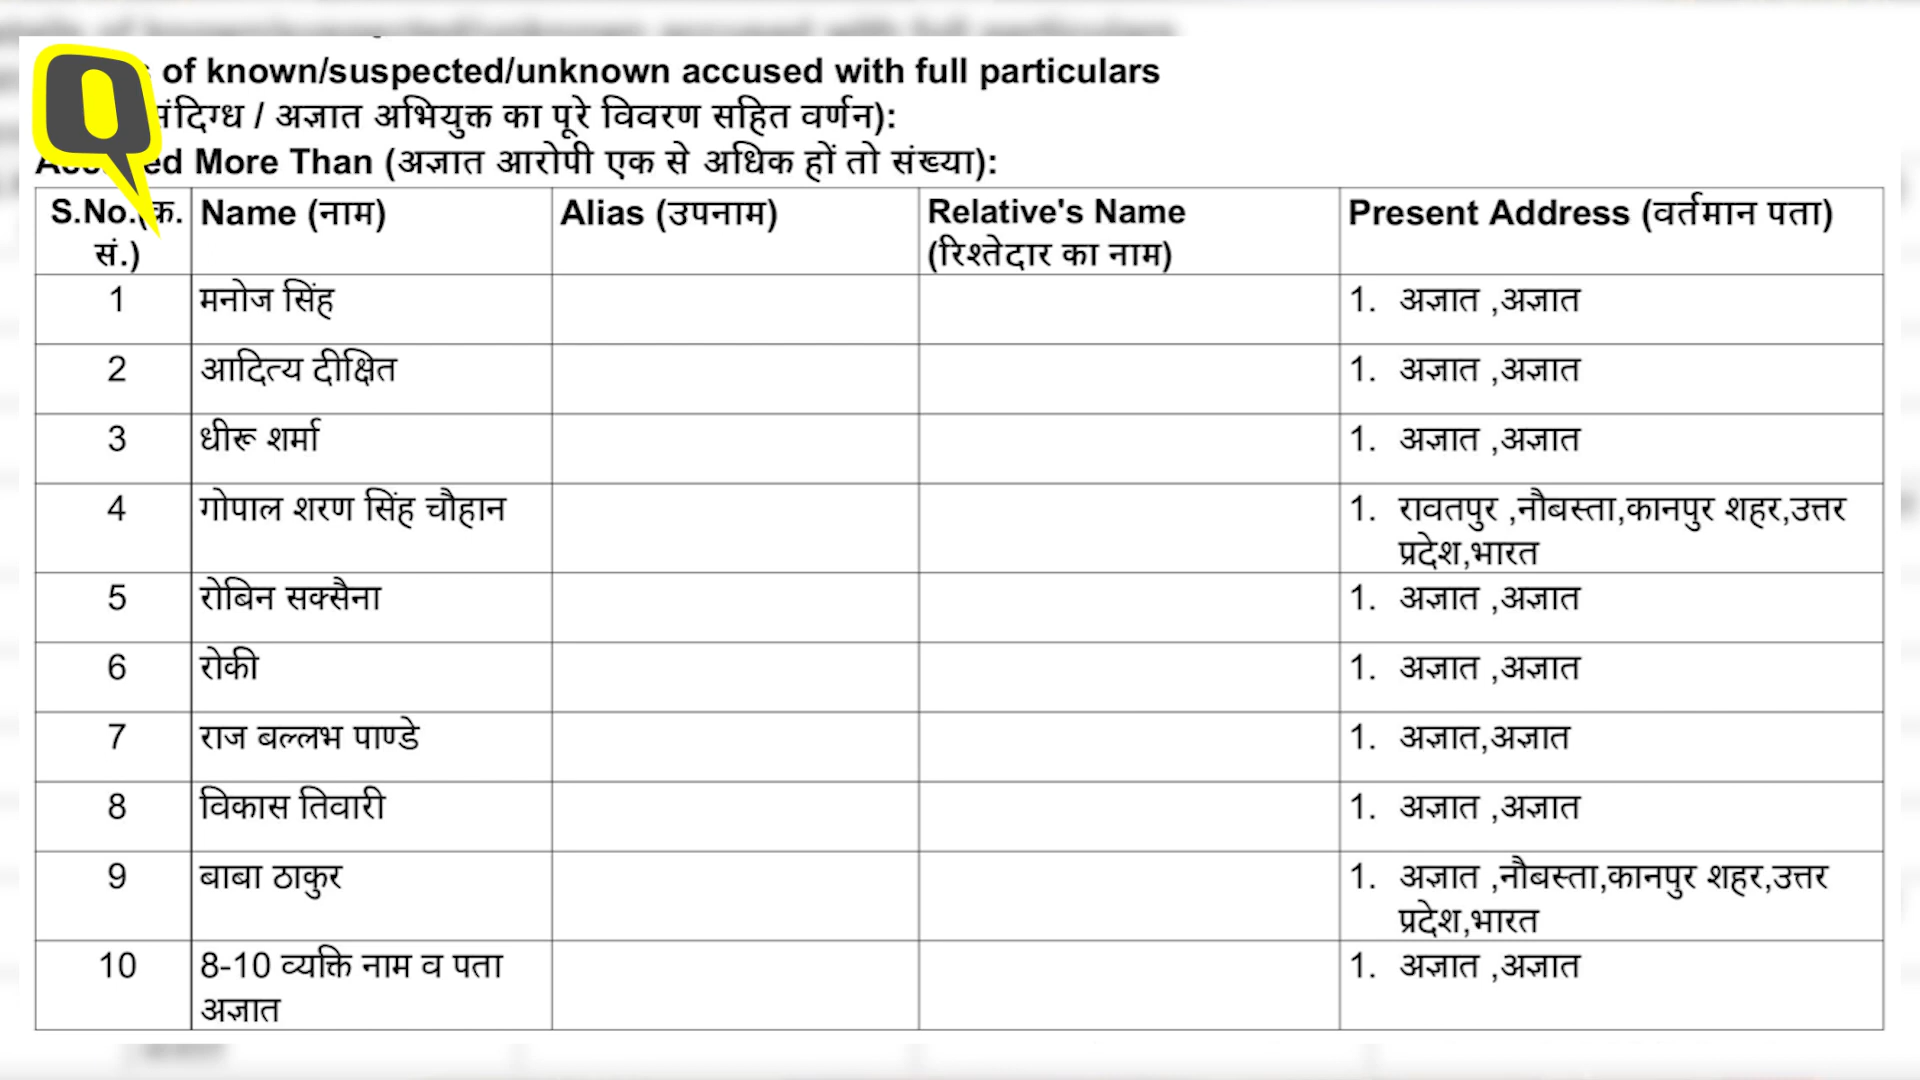 of known/suspected/unknown accused with full particulars
/ अज्ञात अभियुक्त का पूरे विवरण सहित वर्णन):
More Than (अज्ञात आरोपी एक से अधिक हों तो संख्या):
S.No.(क्र. सं.) Name (नाम) Alias (उपनाम) Relative's Name (रिश्तेदार का नाम) Present Address (वर्तमान पता)
1 मनोज सिंह 1. अज्ञात ,अज्ञात
2 आदित्य दीक्षित 1. अज्ञात ,अज्ञात
3 धीरू शर्मा 1. अज्ञात ,अज्ञात
4 गोपाल शरण सिंह चौहान 1. रावतपुर ,नौबस्ता,कानपुर शहर,उत्तर
प्रदेश,भारत
5 रोबिन सक्सैना 1. अज्ञात ,अज्ञात
6 रोकी 1. अज्ञात ,अज्ञात
7 राज बल्लभ पाण्डे 1. अज्ञात,अज्ञात
8 विकास तिवारी 1. अज्ञात ,अज्ञात
9 बाबा ठाकुर 1. अज्ञात ,नौबस्ता,कानपुर शहर,उत्तर
प्रदेश,भारत
10 8-10 व्यक्ति नाम व पता 1. अज्ञात ,अज्ञात
अज्ञात